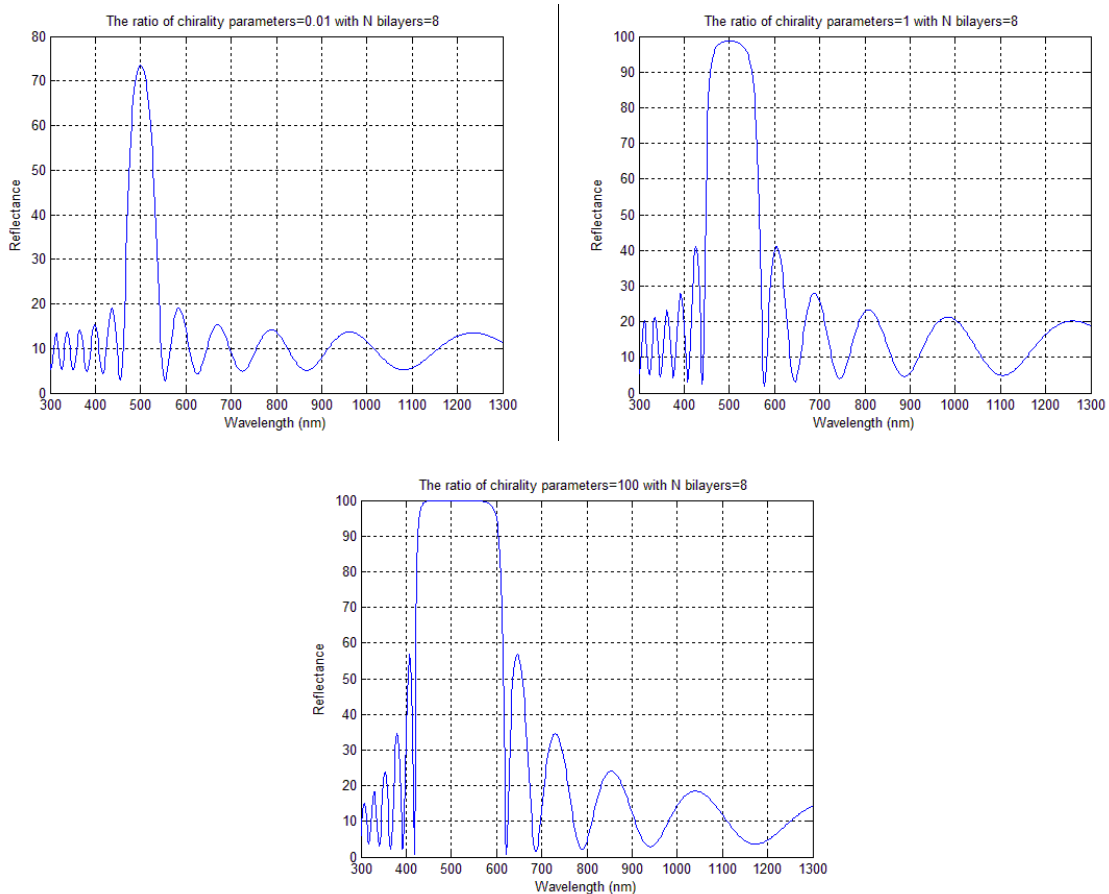 The ratio of chirality parameters=0.01 with N bilayers=8
80
70
60
50
40
30
20
10
0
Reflectance
300 400 500 600 700 800 900 1000 1100 1200 1300
Wavelength (nm)
The ratio of chirality parameters=1 with N bilayers=8
100
90
80
70
60
50
40
30
20
10
0
Reflectance
300 400 500 600 700 800 900 1000 1100 1200 1300
Wavelength (nm)
The ratio of chirality parameters=100 with N bilayers=8
100
90
80
70
60
50
40
30
20
10
0
Reflectance
300 400 500 600 700 800 900 1000 1100 1200 1300
Wavelength (nm)